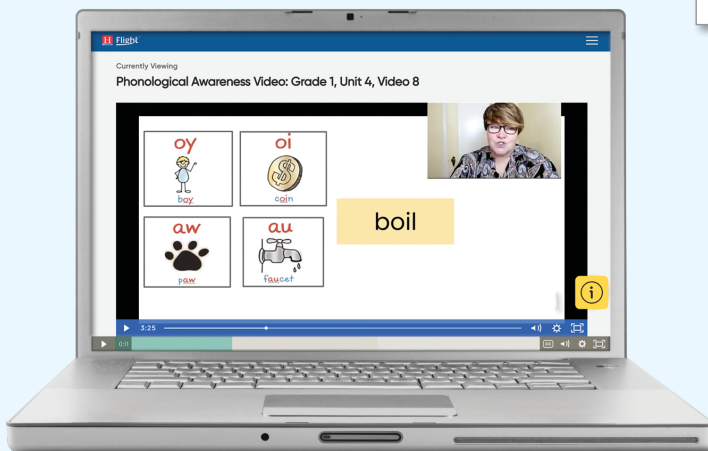 H Flight
Currently Viewing
Phonological Awareness Video: Grade 1, Unit 4, Video 8
oy
boy
oi
$
coin
aw
paw
au
faucet
boil
i
3:25
0:11